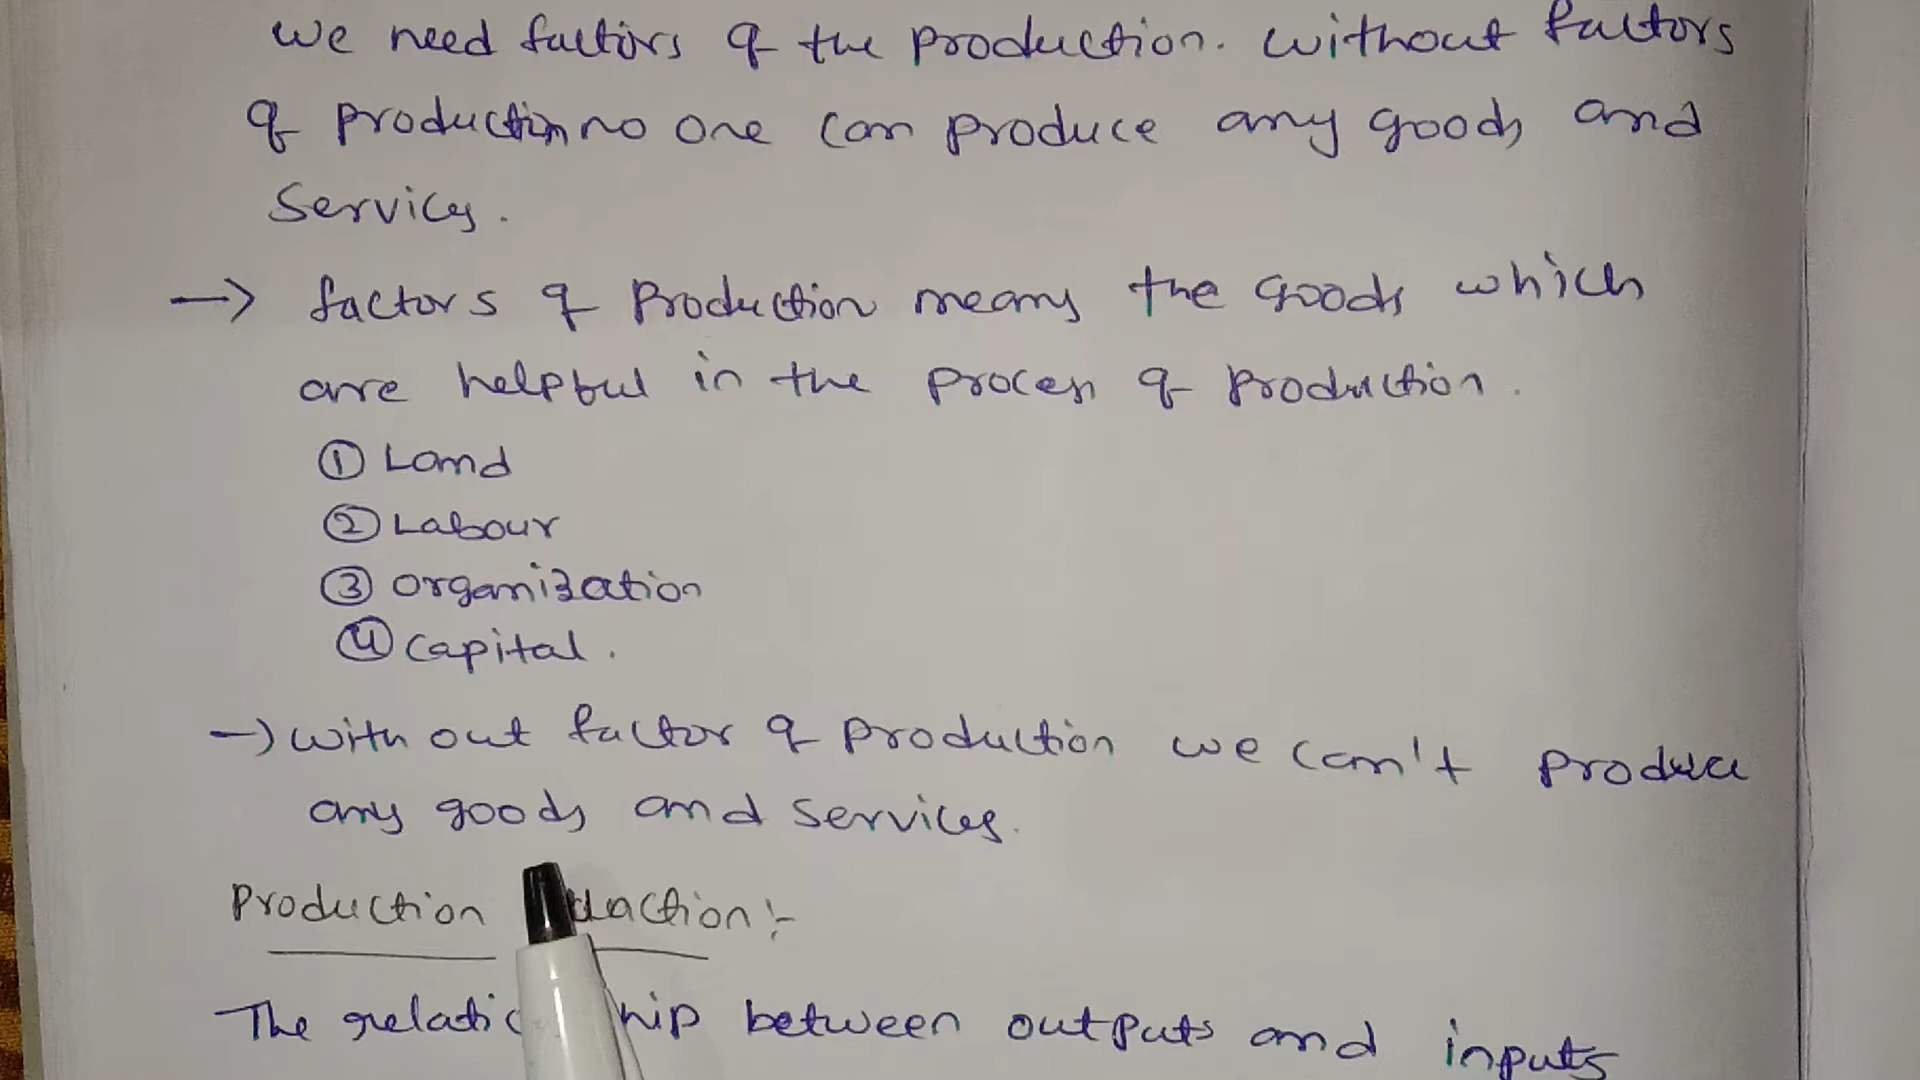 we need factors of the production. without factors
of production no one can produce any goods and
services.
→ factors of Production means the goods which
are helpful in the process of production.
① Land
② Labour
③ organization
④ capital.
→ with out factor of production we can't produce
any goods and services.
Production
The between outputs and inputs